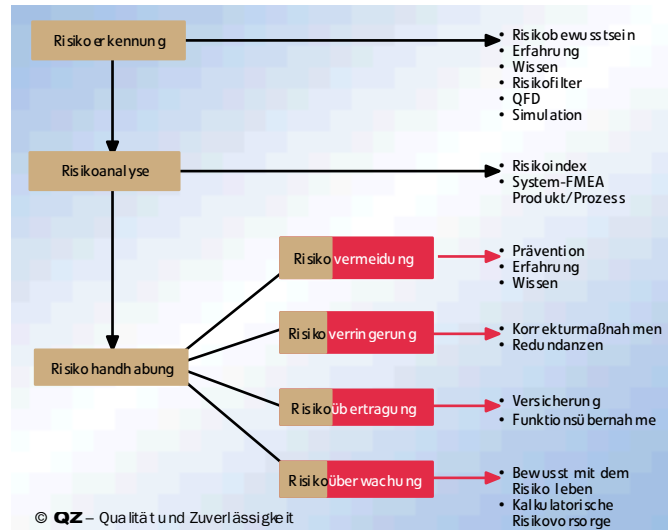 Risikoerkennung
• Risikobewusstsein
• Erfahrung
• Wissen
• Risikofilter
• QFD
• Simulation
Risikoanalyse
• Risikoindex
• System-FMEA
Produkt/Prozess
Risikovermeidung
• Prävention
• Erfahrung
• Wissen
Risikoverringerung
• Korrekturmaßnahmen
• Redundanzen
Risikohandhabung
Risikoübertragung
• Versicherung
• Funktionsübernahme
Risikoüberwachung
• Bewusst mit dem
Risiko leben
• Kalkulatorische
Risikovorsorge
© QZ – Qualität und Zuverlässigkeit